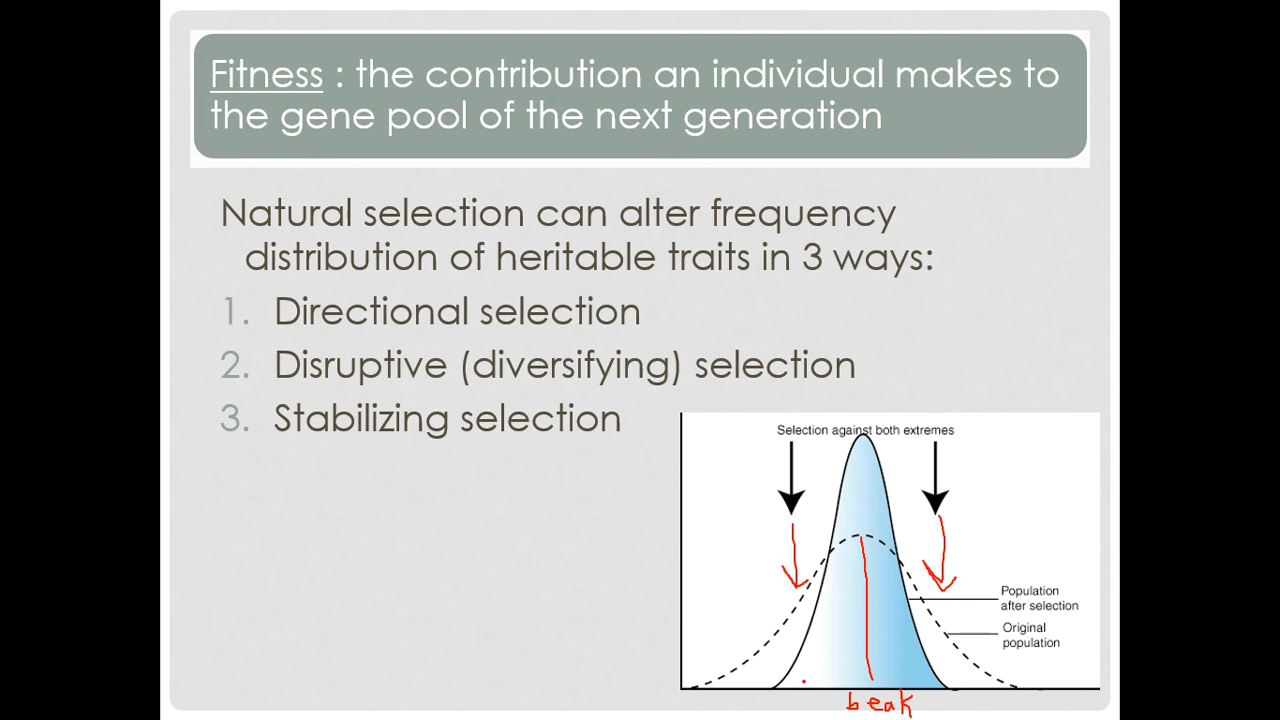 Fitness : the contribution an individual makes to
the gene pool of the next generation
Natural selection can alter frequency
distribution of heritable traits in 3 ways:
1. Directional selection
2. Disruptive (diversifying) selection
3. Stabilizing selection
Selection against both extremes
Population
after selection
Original
population
beak